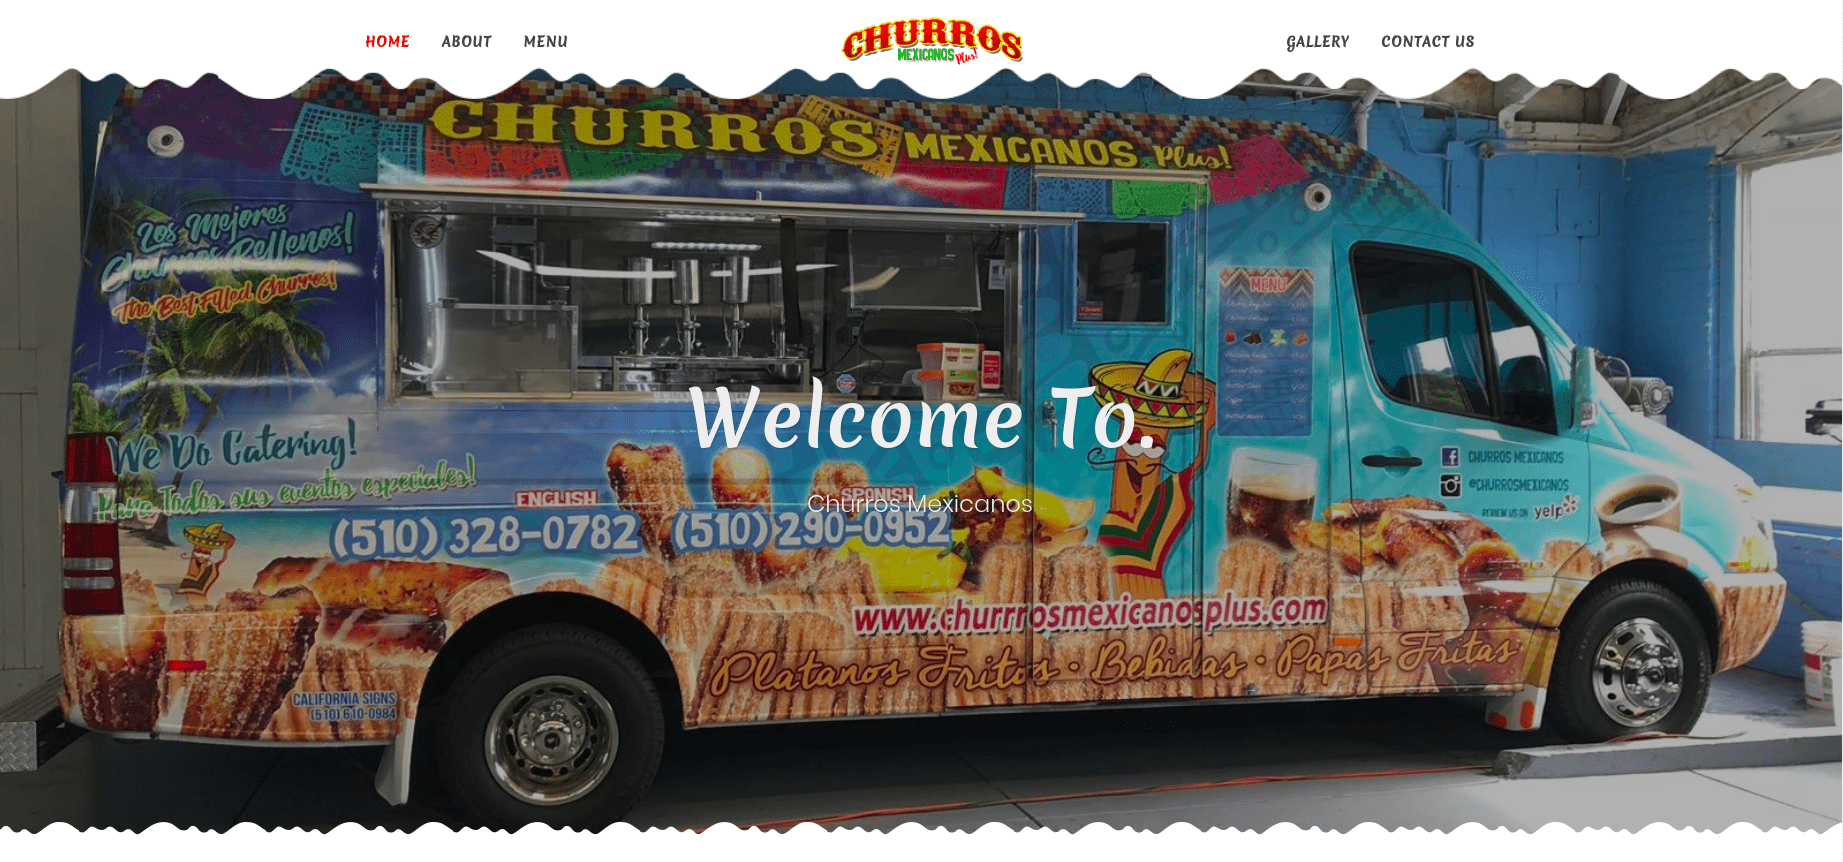 HOME
ABOUT
MENU
CHURROS
MEXICANOS Plus!
GALLERY
CONTACT US
CHURROS MEXICANOS Plus!
Los Mejores
Churros Rellenos!
The Best Filled Churros!
MENU
Welcome To.
Churros Mexicanos
We Do Catering!
Para Todos sus eventos especiales!
ENGLISH
SPANISH
(510) 328-0782
(510) 290-0952
CHURROS MEXICANOS
@CHURROSMEXICANOS
REVIEW US ON yelp
www.churrrosmexicanosplus.com
Platanos Fritos · Bebidas · Papas Fritas
CALIFORNIA SIGNS
(510) 610-0984